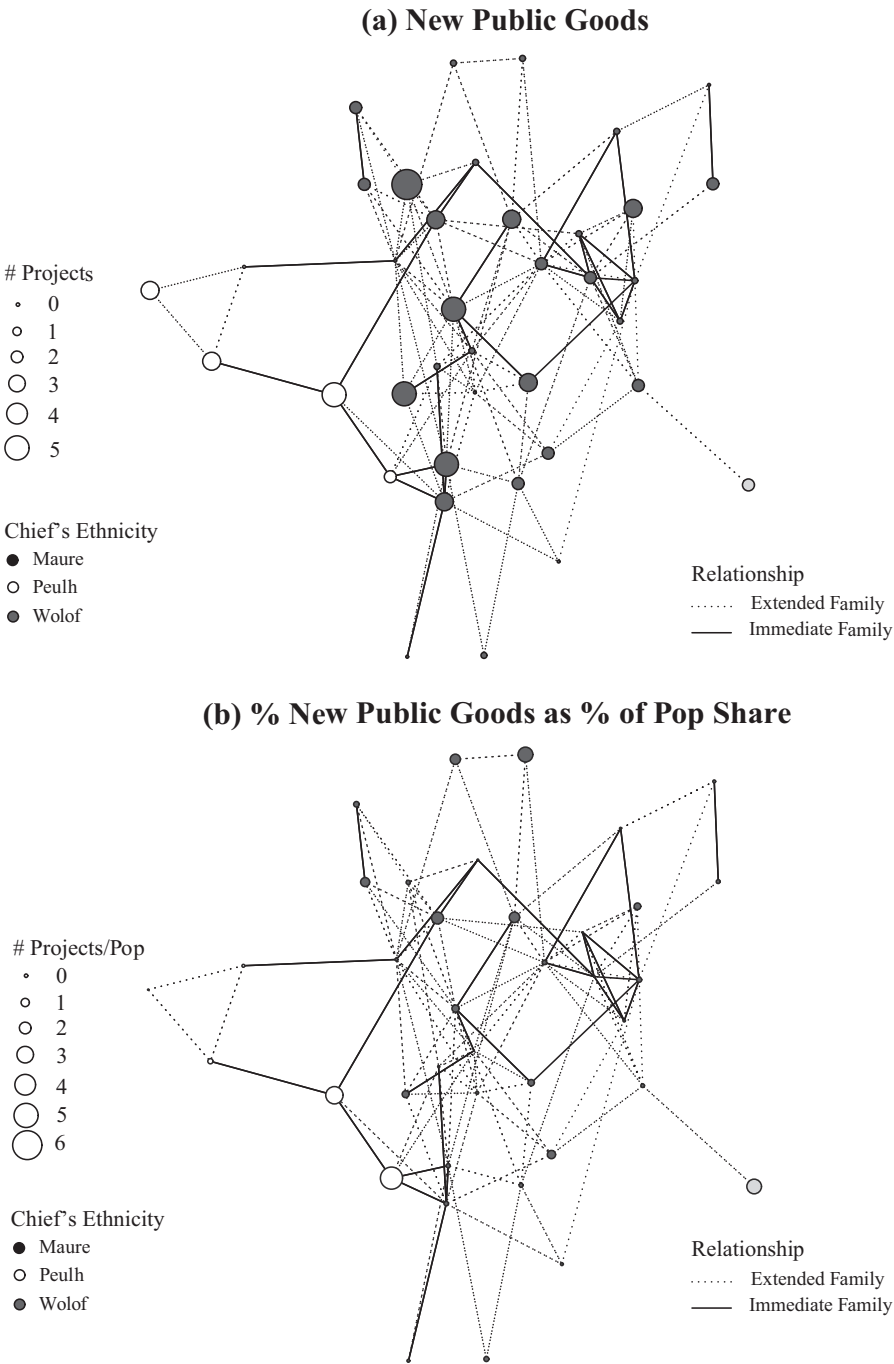 (a) New Public Goods
# Projects
0
1
2
3
4
5
Chief's Ethnicity
Maure
Peulh
Wolof
Relationship
Extended Family
Immediate Family
(b) % New Public Goods as % of Pop Share
# Projects/Pop
0
1
2
3
4
5
6
Chief's Ethnicity
Maure
Peulh
Wolof
Relationship
Extended Family
Immediate Family